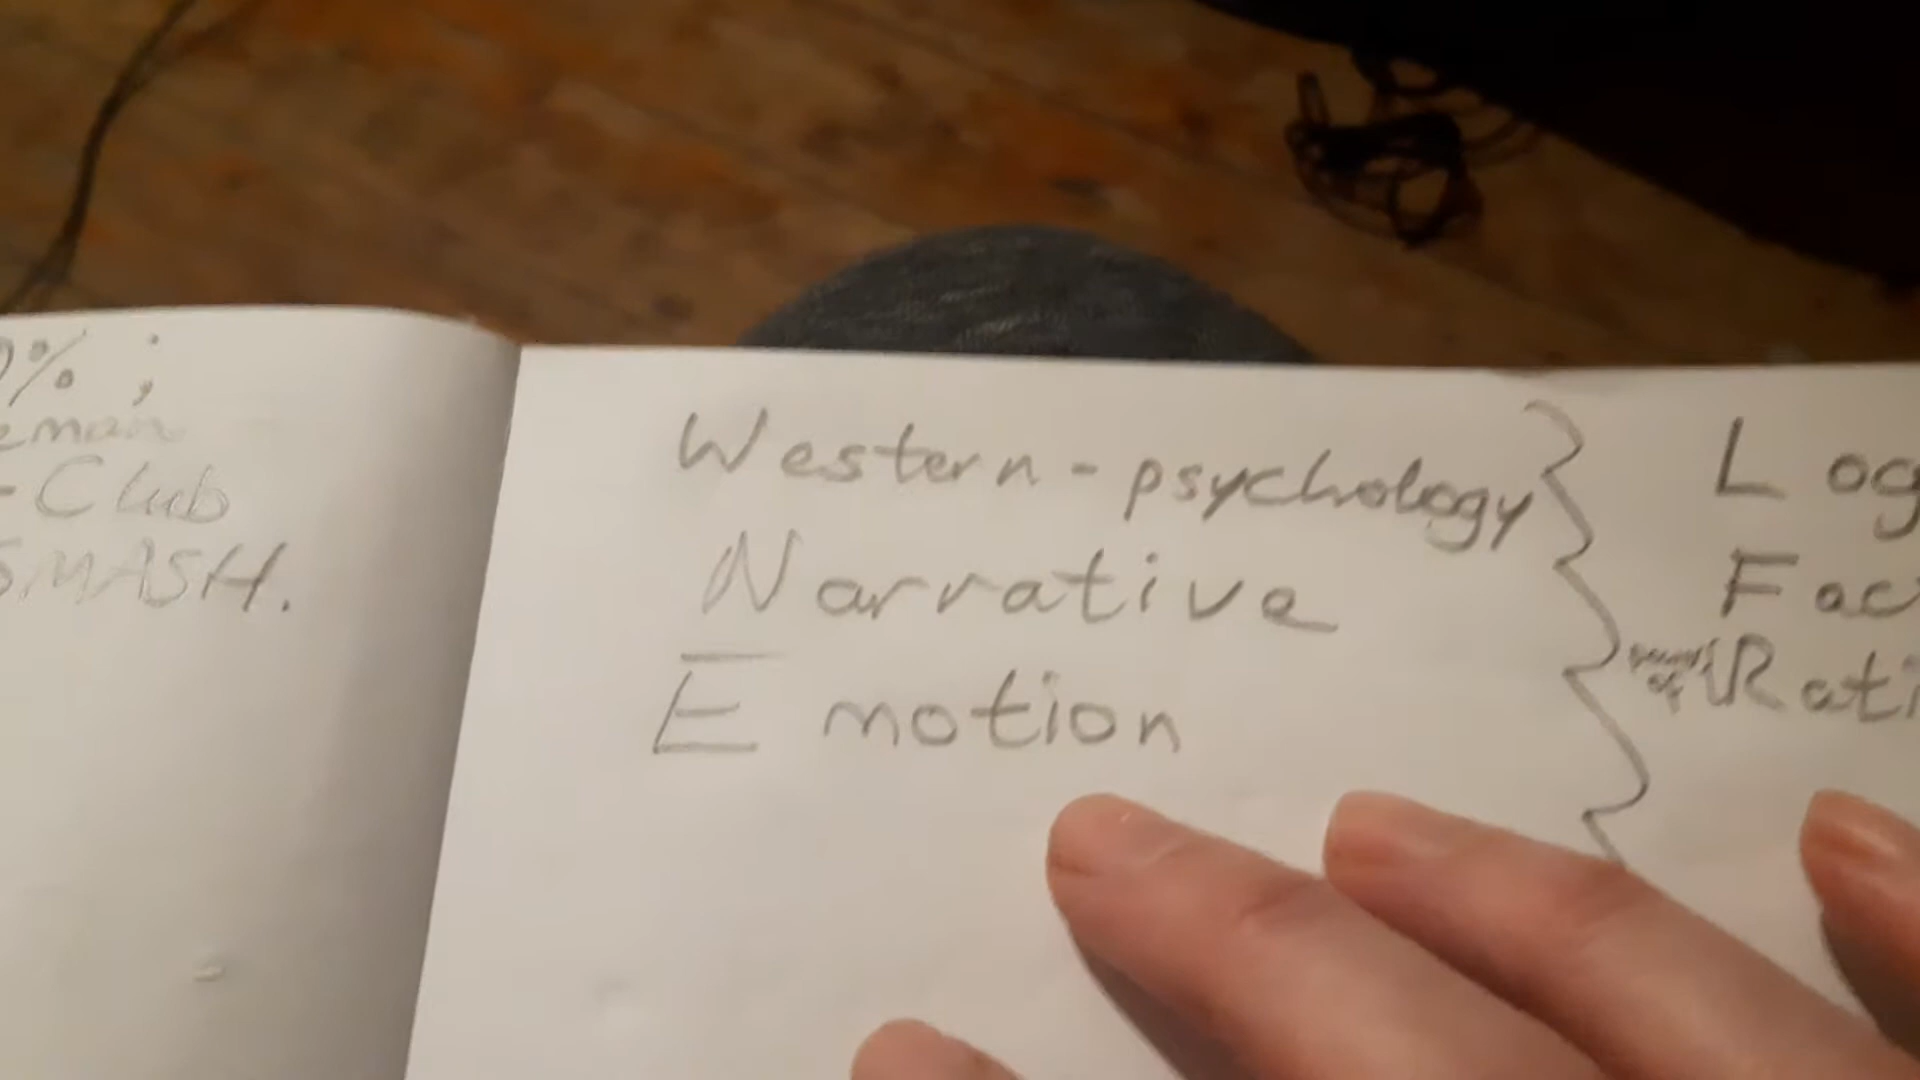 %;
-Club
SMASH.
Western-psychology
Narrative
Emotion
Log
Fac
Rati